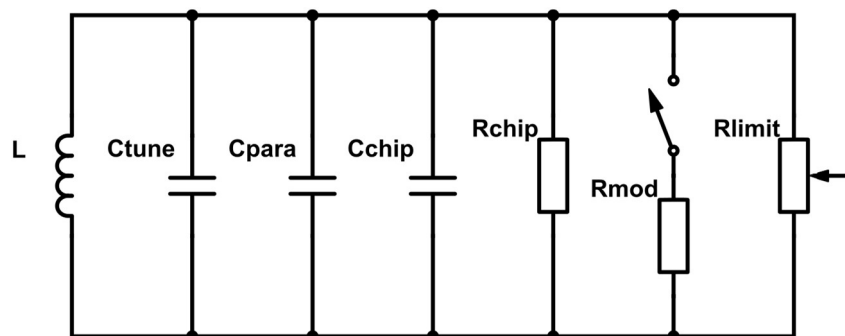 L
Ctune
Cpara
Cchip
Rchip
Rmod
Rlimit